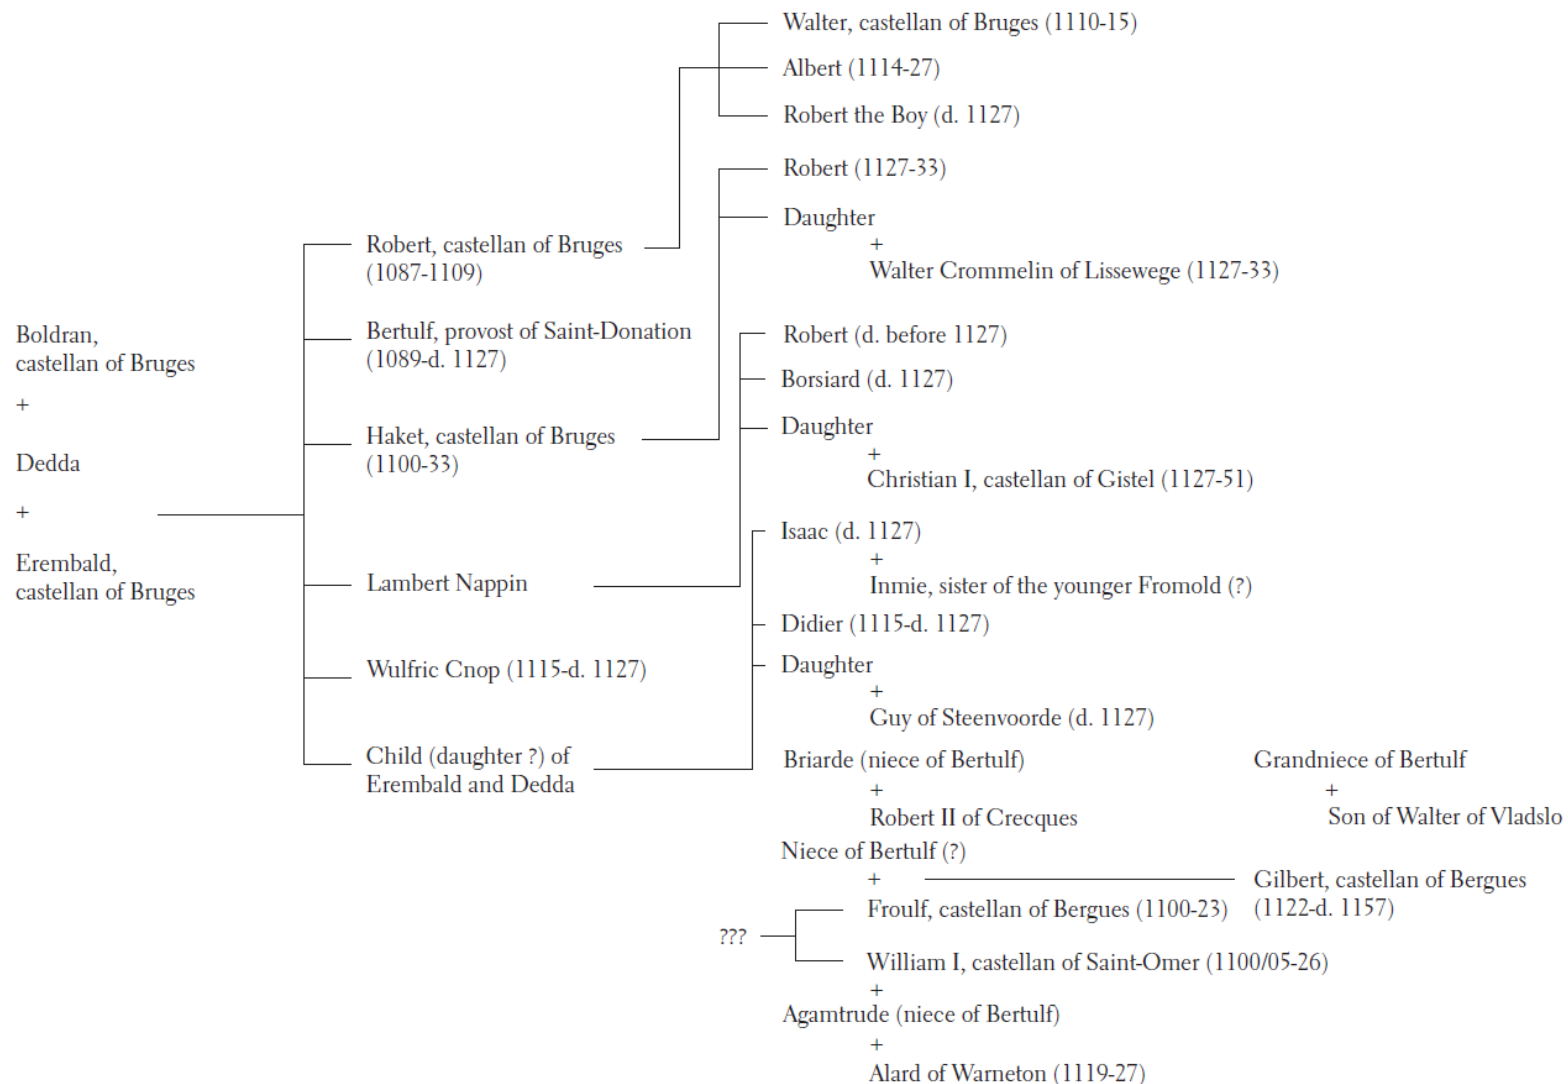 Boldran,
castellan of Bruges
+
Dedda
+
Erembald,
castellan of Bruges
Robert, castellan of Bruges
(1087-1109)
Bertulf, provost of Saint-Donation
(1089-d. 1127)
Haket, castellan of Bruges
(1100-33)
Lambert Nappin
Wulfric Cnop (1115-d. 1127)
Child (daughter ?) of
Erembald and Dedda
Walter, castellan of Bruges (1110-15)
Albert (1114-27)
Robert the Boy (d. 1127)
Robert (1127-33)
Daughter
+
Walter Crommelin of Lissewege (1127-33)
Robert (d. before 1127)
Borsiard (d. 1127)
Daughter
+
Christian I, castellan of Gistel (1127-51)
Isaac (d. 1127)
+
Inmie, sister of the younger Fromold (?)
Didier (1115-d. 1127)
Daughter
+
Guy of Steenvoorde (d. 1127)
Briarde (niece of Bertulf)
+
Robert II of Crecques
Grandniece of Bertulf
+
Son of Walter of Vladslo
Niece of Bertulf (?)
+
Froulf, castellan of Bergues (1100-23)
Gilbert, castellan of Bergues
(1122-d. 1157)
???
William I, castellan of Saint-Omer (1100/05-26)
+
Agamtrude (niece of Bertulf)
+
Alard of Warneton (1119-27)